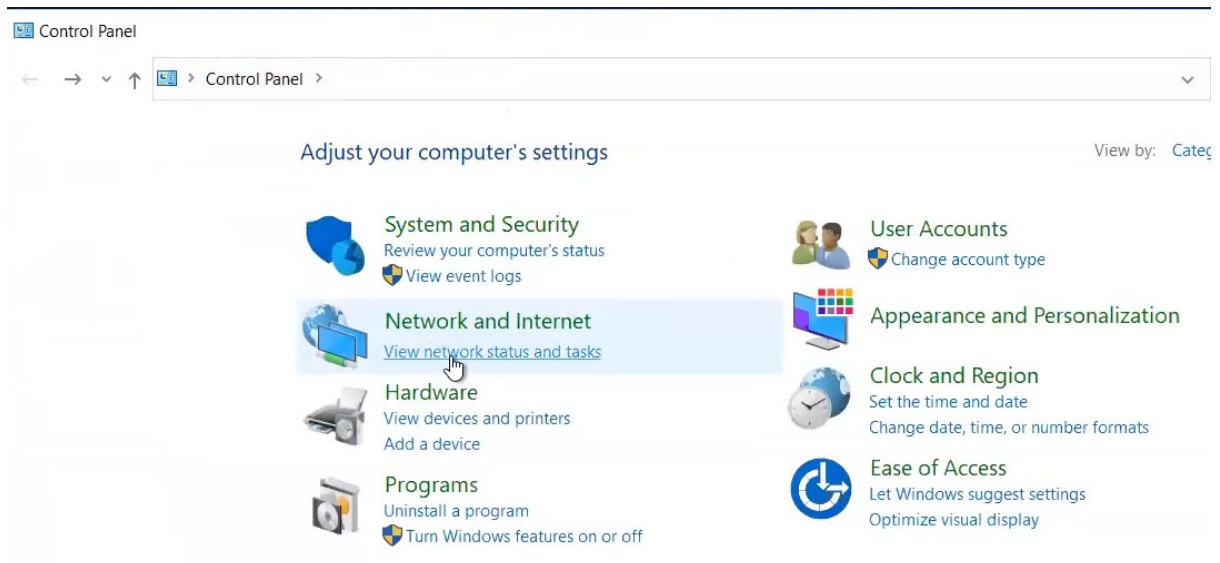 Control Panel
Control Panel
Adjust your computer's settings
View by:
System and Security
Review your computer's status
View event logs
Network and Internet
View network status and tasks
Hardware
View devices and printers
Add a device
Programs
Uninstall a program
Turn Windows features on or off
User Accounts
Change account type
Appearance and Personalization
Clock and Region
Set the time and date
Change date, time, or number formats
Ease of Access
Let Windows suggest settings
Optimize visual display